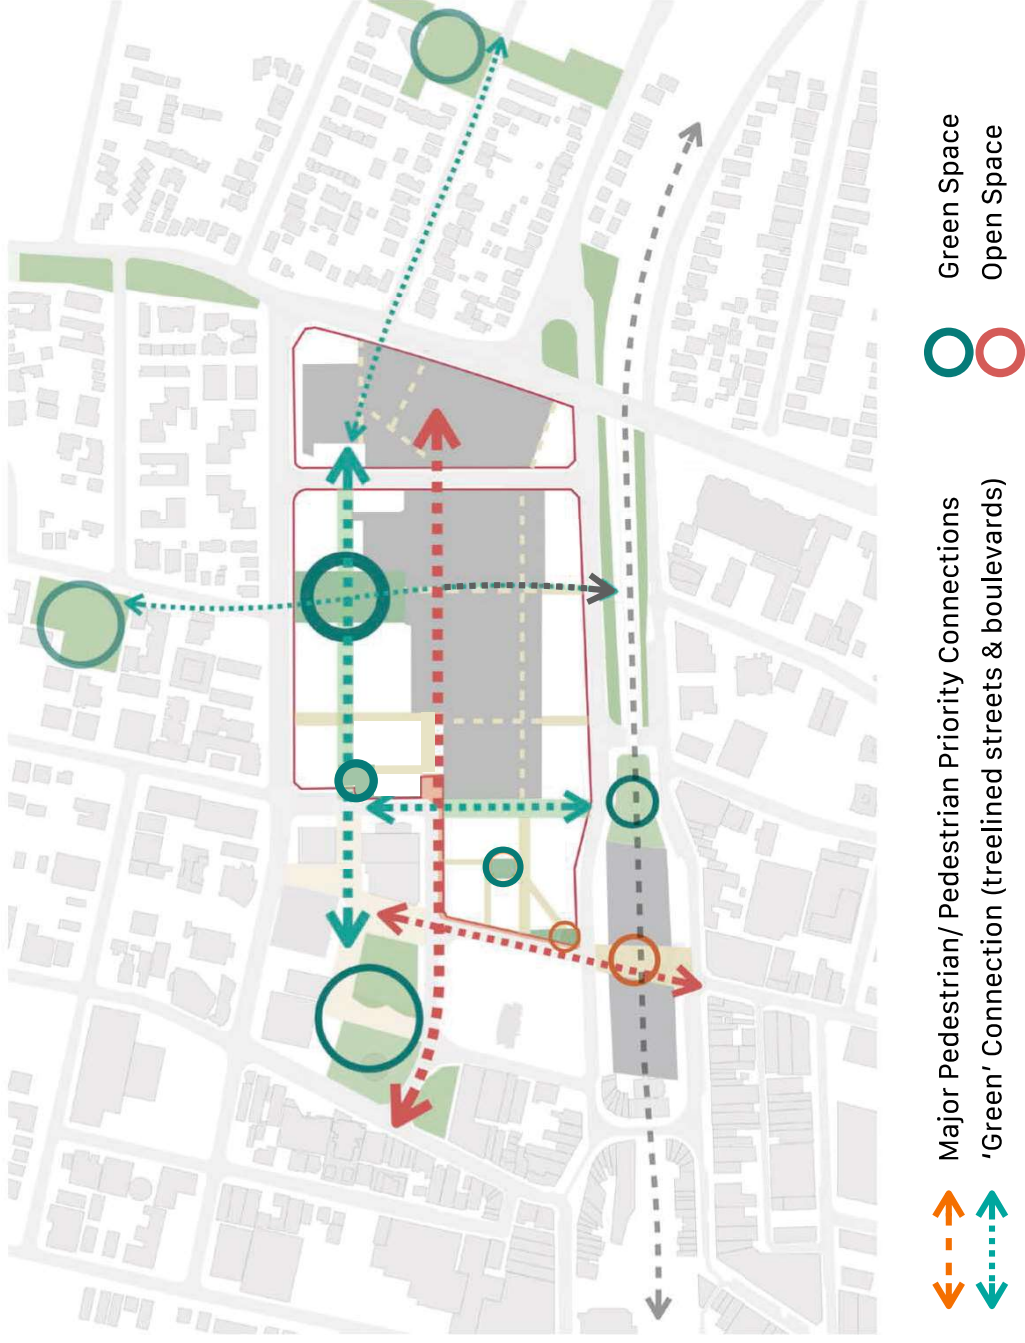 Major Pedestrian/ Pedestrian Priority Connections
'Green' Connection (treelined streets & boulevards)
Green Space
Open Space